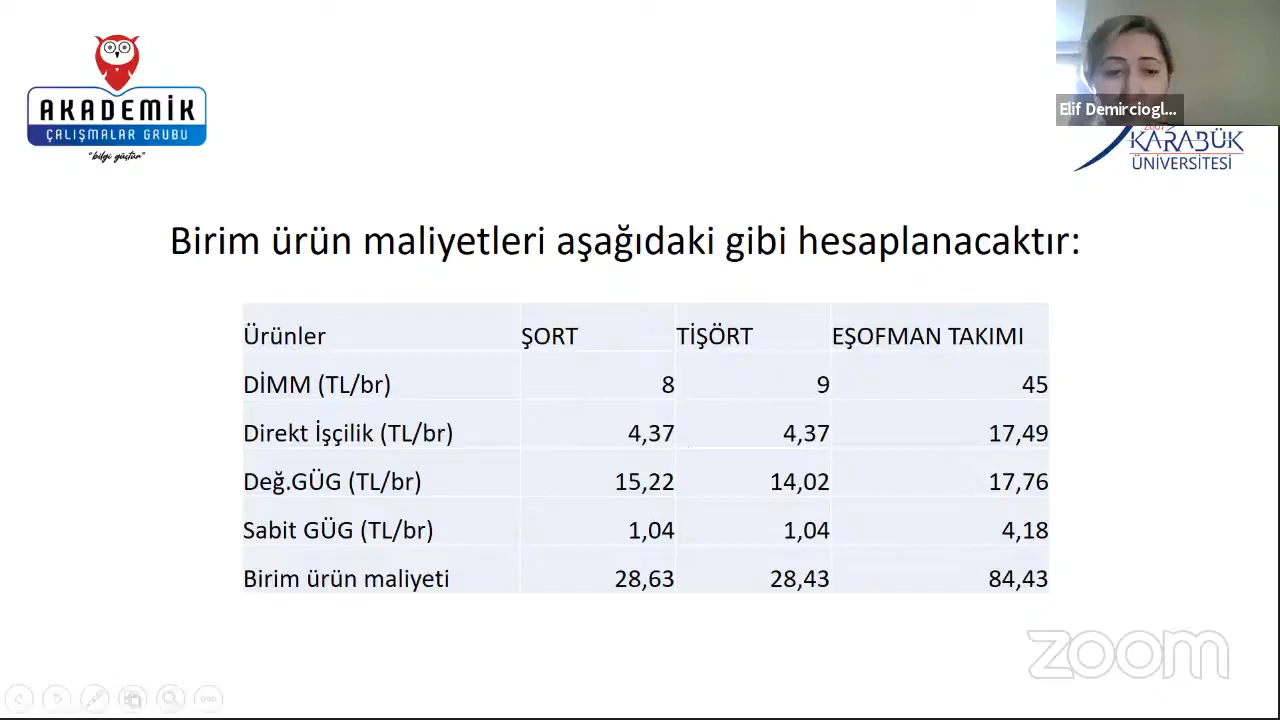 AKADEMİK
ÇALIŞMALAR GRUBU
"bilgi güçtür"
Elif Demirciogl...
2007
KARABÜK
ÜNİVERSİTESİ
Birim ürün maliyetleri aşağıdaki gibi hesaplanacaktır:
Ürünler ŞORT TİŞÖRT EŞOFMAN TAKIMI
DİMM (TL/br) 8 9 45
Direkt İşçilik (TL/br) 4,37 4,37 17,49
Değ.GÜG (TL/br) 15,22 14,02 17,76
Sabit GÜG (TL/br) 1,04 1,04 4,18
Birim ürün maliyeti 28,63 28,43 84,43
zoom